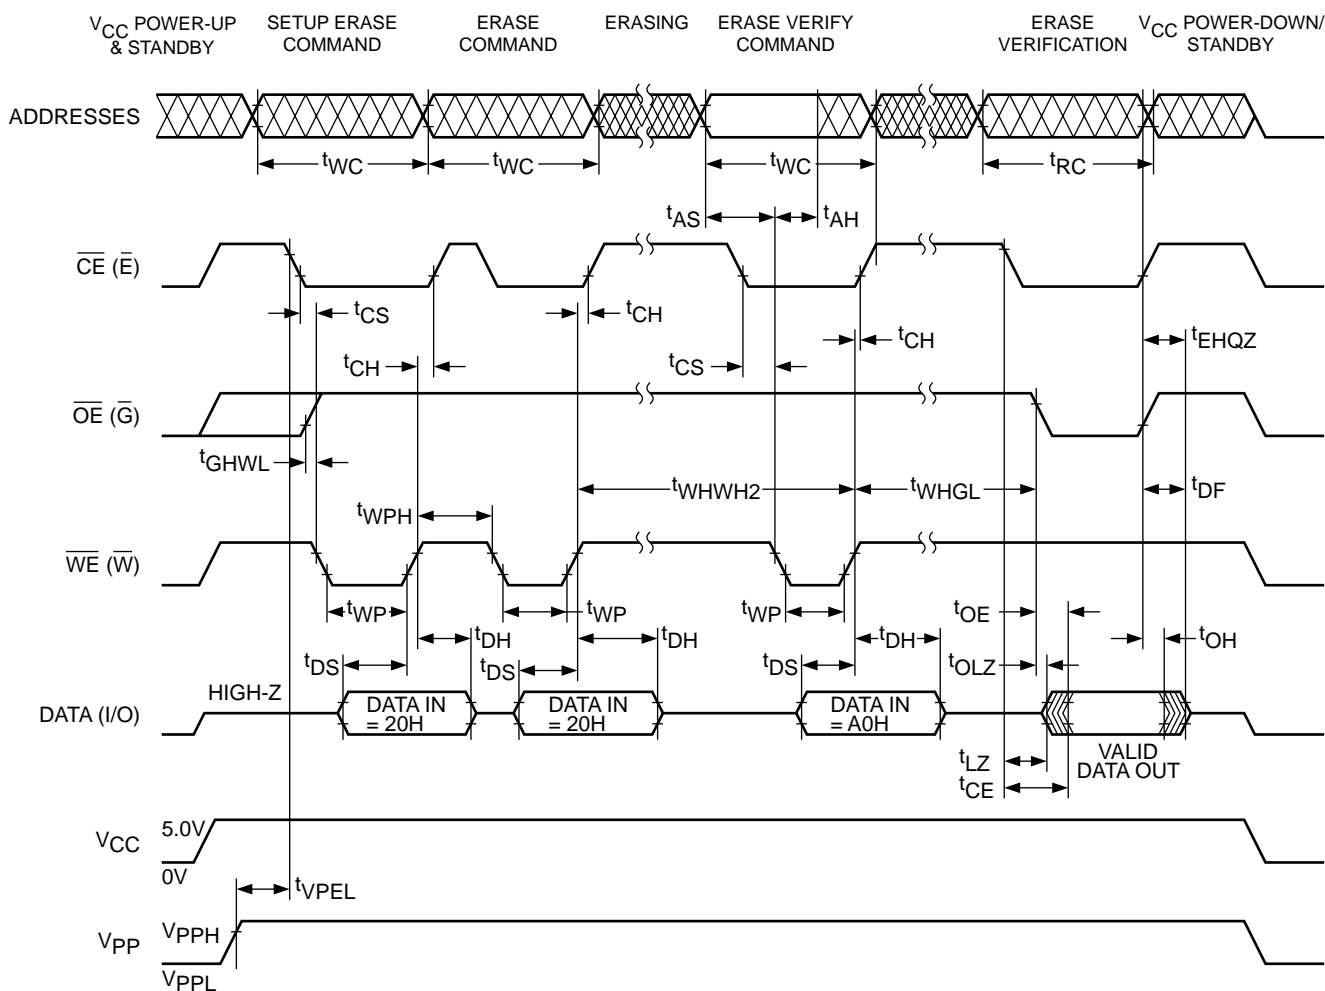 VCC POWER-UP
& STANDBY
SETUP ERASE
COMMAND
ERASE
COMMAND
ERASING
ERASE VERIFY
COMMAND
ERASE
VERIFICATION
VCC POWER-DOWN/
STANDBY
ADDRESSES
tWC
tWC
tWC
tRC
tAS
tAH
CE (E)
tCS
tCH
tCH
tCS
tCH
tEHQZ
OE (G)
tGHWL
tWPH
tWHWH2
tWHGL
tDF
WE (W)
tWP
tWP
tWP
tOE
tDH
tDH
tDH
tOH
tDS
tDS
tDS
tOLZ
HIGH-Z
DATA (I/O)
DATA IN
= 20H
DATA IN
= 20H
DATA IN
= A0H
VALID
DATA OUT
tLZ
tCE
VCC
5.0V
0V
tVPEL
VPP
VPPH
VPPL